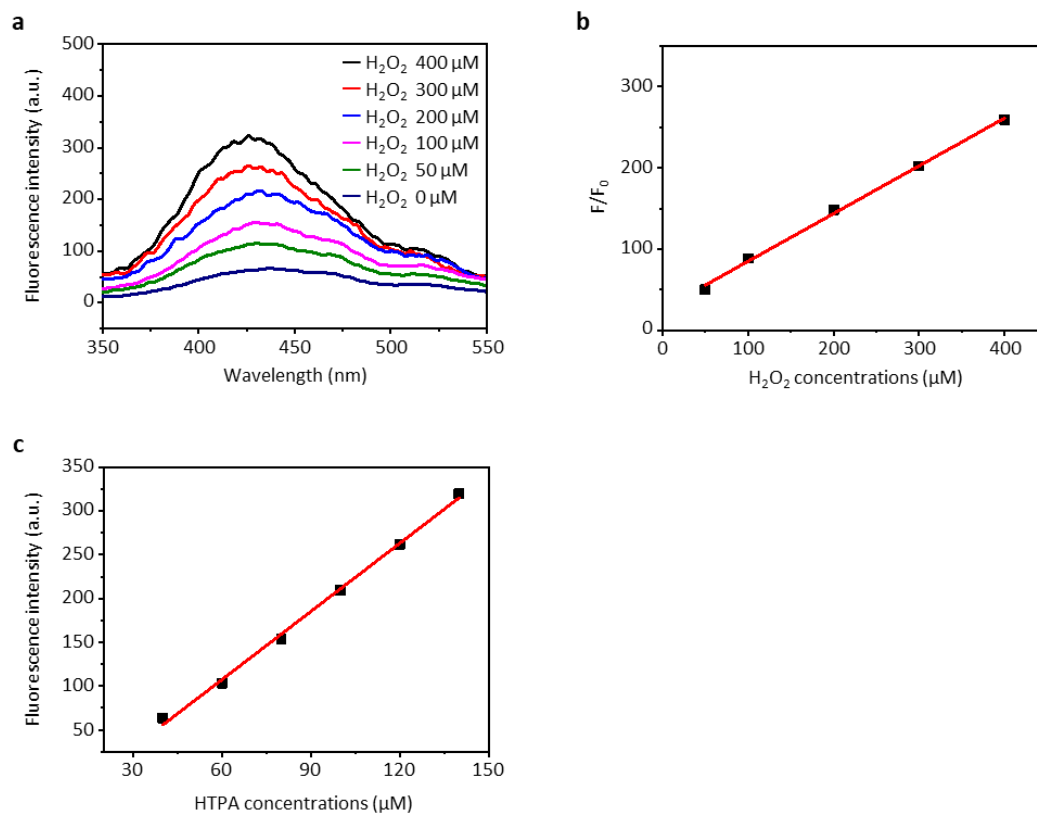 a
500
400
300
200
100
0
350 400 450 500 550
Fluorescence intensity (a.u.)
Wavelength (nm)
H₂O₂ 400 µM
H₂O₂ 300 µM
H₂O₂ 200 µM
H₂O₂ 100 µM
H₂O₂ 50 µM
H₂O₂ 0 µM
b
300
200
100
0
0 100 200 300 400
F/F₀
H₂O₂ concentrations (µM)
c
350
300
250
200
150
100
50
30 60 90 120 150
Fluorescence intensity (a.u.)
HTPA concentrations (µM)